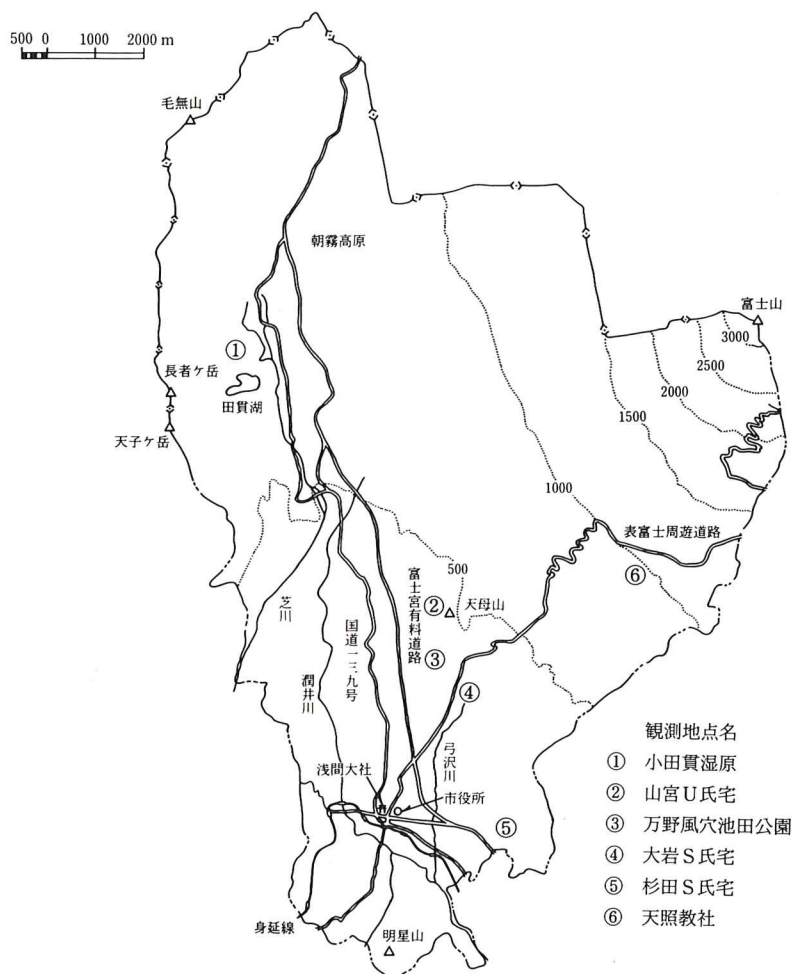 500 0 1000 2000 m
毛無山
朝霧高原
富士山
3000
2500
2000
1500
1000
①
長者ケ岳
田貫湖
天子ケ岳
表富士周遊道路
⑥
500
富士宮有料道路
②
天母山
③
④
芝川
国道一三九号
潤井川
弓沢川
浅間大社
市役所
⑤
身延線
明星山
観測地点名
① 小田貫湿原
② 山宮U氏宅
③ 万野風穴池田公園
④ 大岩S氏宅
⑤ 杉田S氏宅
⑥ 天照教社